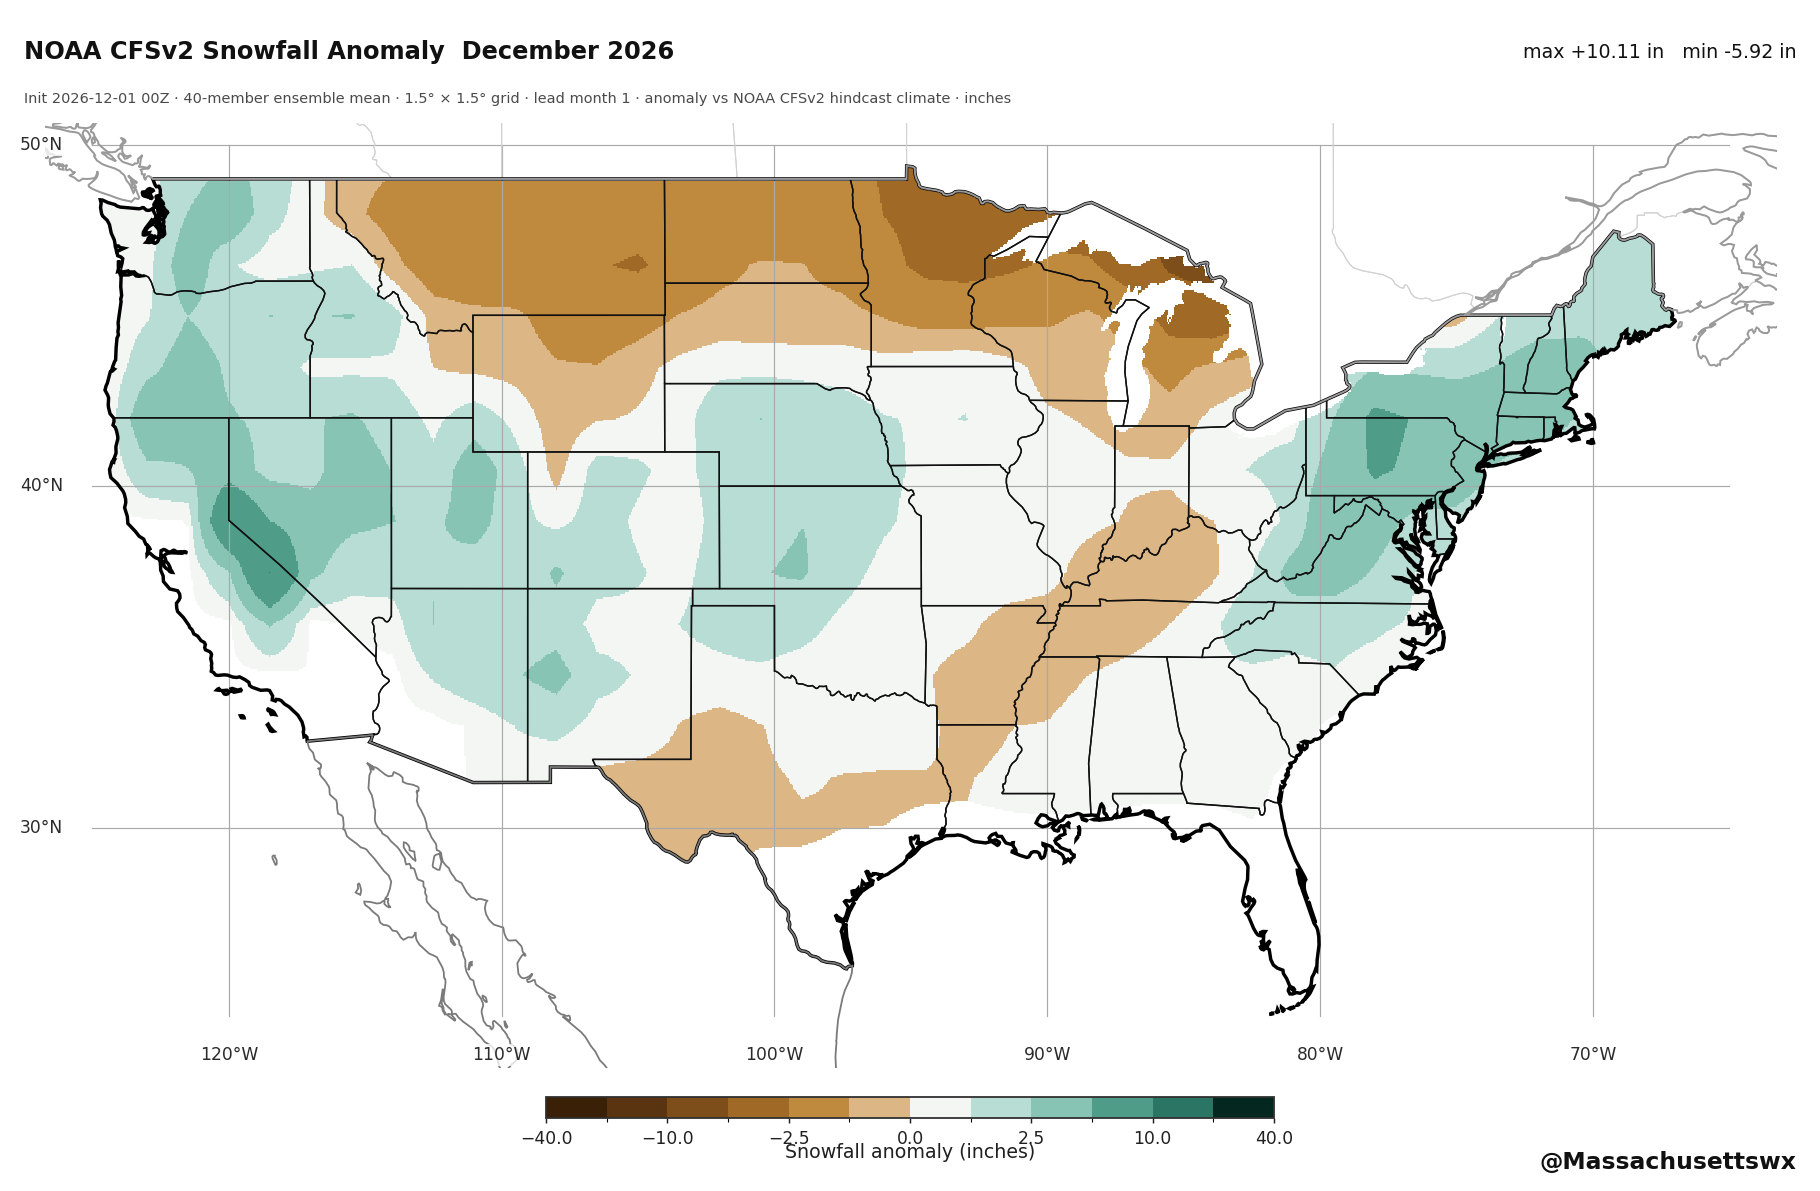 NOAA CFSv2 Snowfall Anomaly  December 2026
max +10.11 in   min -5.92 in
Init 2026-12-01 00Z · 40-member ensemble mean · 1.5° × 1.5° grid · lead month 1 · anomaly vs NOAA CFSv2 hindcast climate · inches
50°N
40°N
30°N
120°W 110°W 100°W 90°W 80°W 70°W
−40.0 −10.0 −2.5 0.0 2.5 10.0 40.0
Snowfall anomaly (inches)
@Massachusettswx